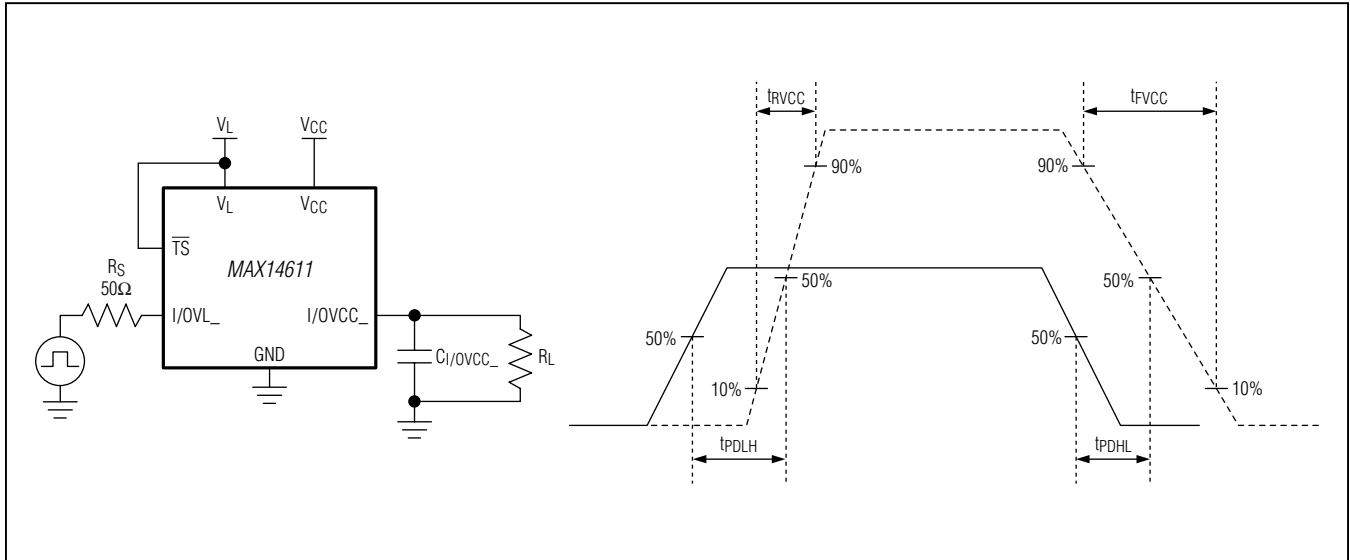 VL
VCC
VL
VCC
TS
MAX14611
RS
50Ω
I/OVL_
I/OVCC_
GND
CI/OVCC_
RL
tRVCC
tFVCC
90%
90%
50%
50%
50%
50%
10%
10%
tPDLH
tPDHL